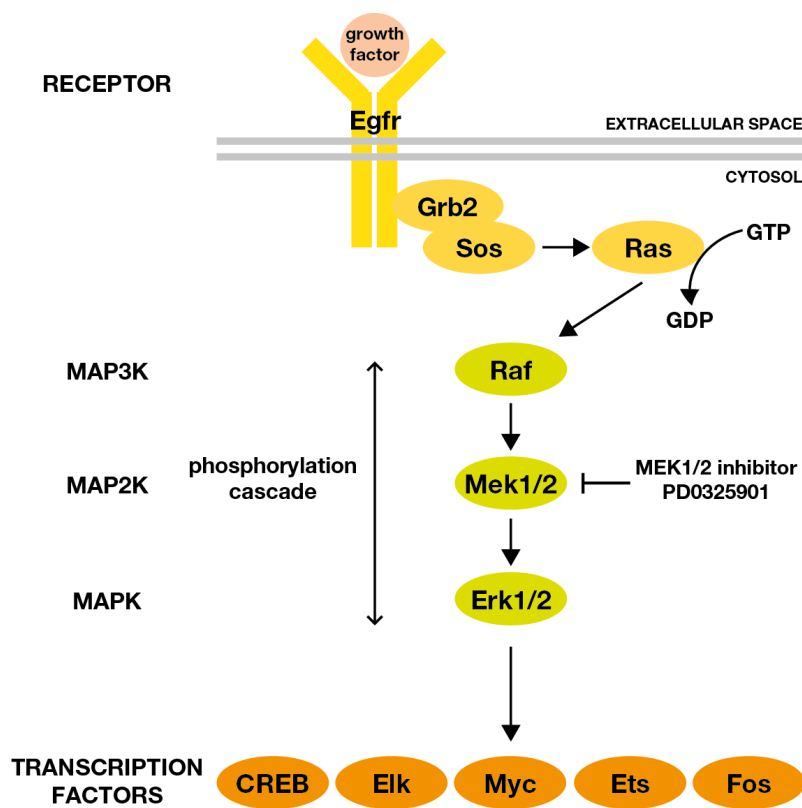 growth
factor
RECEPTOR
Egfr
EXTRACELLULAR SPACE
CYTOSOL
Grb2
Sos
Ras
GTP
GDP
MAP3K
Raf
phosphorylation
cascade
MAP2K
Mek1/2
MEK1/2 inhibitor
PD0325901
MAPK
Erk1/2
TRANSCRIPTION
FACTORS
CREB
Elk
Myc
Ets
Fos